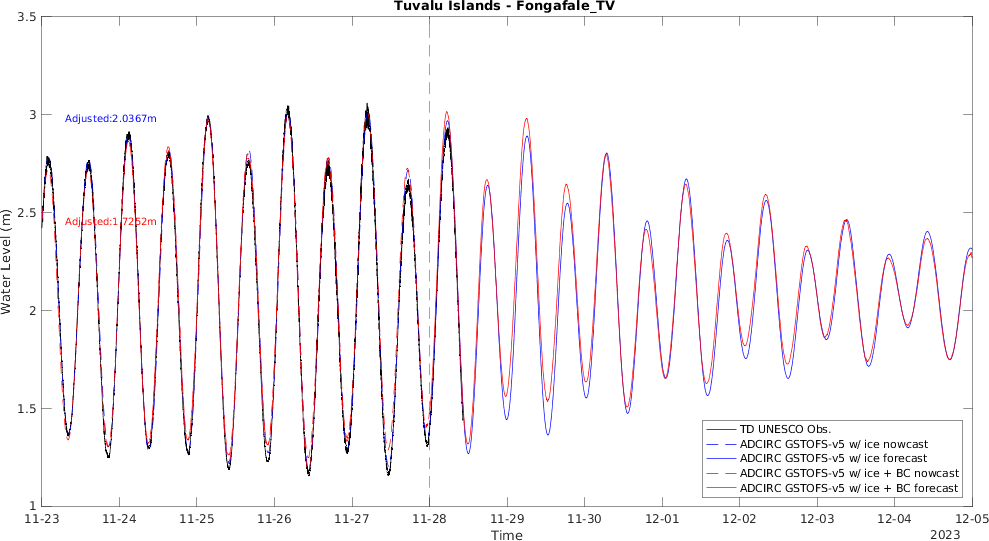 Tuvalu Islands - Fongafale_TV
3.5
3
2.5
2
1.5
1
Water Level (m)
Adjusted:2.0367m
Adjusted:1.7252m
TD UNESCO Obs.
ADCIRC GSTOFS-v5 w/ ice nowcast
ADCIRC GSTOFS-v5 w/ ice forecast
ADCIRC GSTOFS-v5 w/ ice + BC nowcast
ADCIRC GSTOFS-v5 w/ ice + BC forecast
11-23 11-24 11-25 11-26 11-27 11-28 11-29 11-30 12-01 12-02 12-03 12-04 12-05
Time
2023